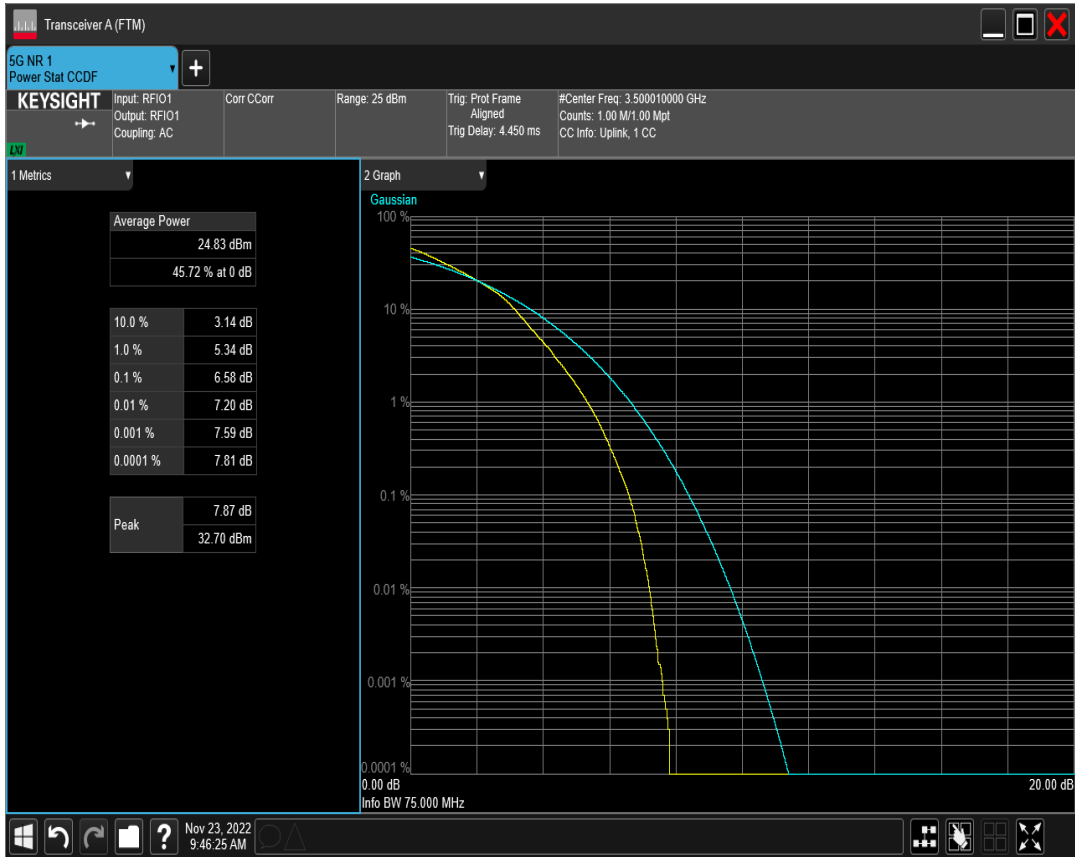 Transceiver A (FTM)
5G NR 1
Power Stat CCDF
+
KEYSIGHT
LXI
Input: RFIO1
Output: RFIO1
Coupling: AC
Corr CCorr
Range: 25 dBm
Trig: Prot Frame
Aligned
Trig Delay: 4.450 ms
#Center Freq: 3.500010000 GHz
Counts: 1.00 M/1.00 Mpt
CC Info: Uplink, 1 CC
1 Metrics
Average Power
24.83 dBm
45.72 % at 0 dB
10.0 % 3.14 dB
1.0 % 5.34 dB
0.1 % 6.58 dB
0.01 % 7.20 dB
0.001 % 7.59 dB
0.0001 % 7.81 dB
Peak 7.87 dB
32.70 dBm
2 Graph
Gaussian
100 %
10 %
1 %
0.1 %
0.01 %
0.001 %
0.0001 %
0.00 dB 20.00 dB
Info BW 75.000 MHz
?
Nov 23, 2022
9:46:25 AM